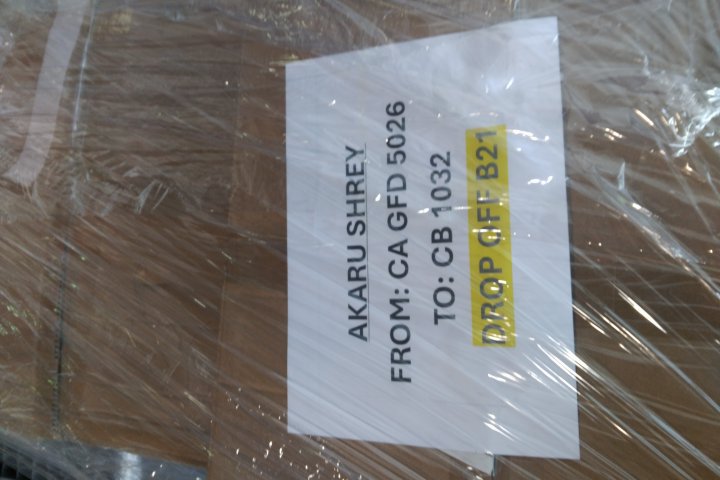 AKARU SHREY
FROM: CA GFD 5026
TO: CB 1032
DROP OFF B21